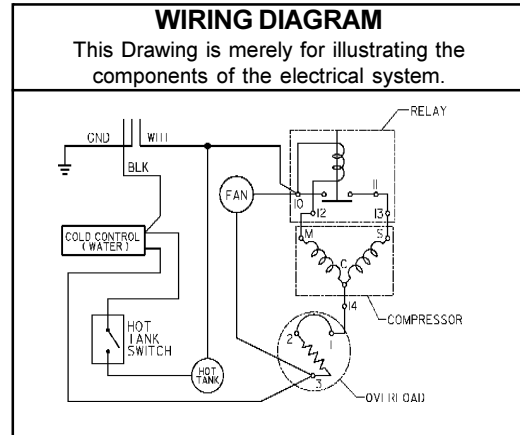 WIRING DIAGRAM
This Drawing is merely for illustrating the
components of the electrical system.
RELAY
GND
WHT
BLK
FAN
10
11
12
13
COLD CONTROL
(WATER)
M
S
C
14
COMPRESSOR
HOT
TANK
SWITCH
2
1
HOT
TANK
3
OVERLOAD